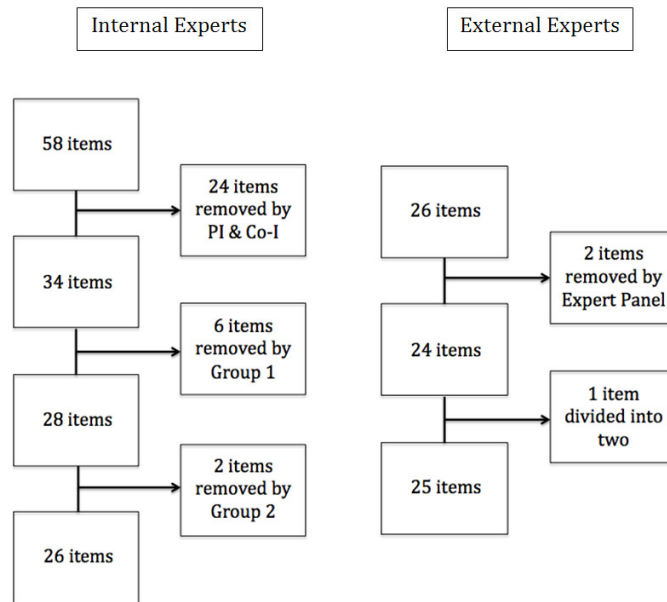 Internal Experts
58 items
24 items
removed by
PI & Co-I
34 items
6 items
removed by
Group 1
28 items
2 items
removed by
Group 2
26 items
External Experts
26 items
2 items
removed by
Expert Panel
24 items
1 item
divided into
two
25 items